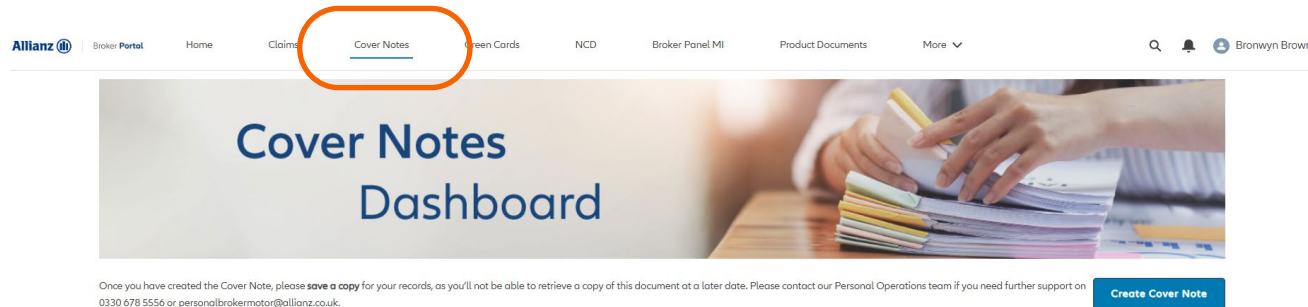 Allianz Broker Portal Home Claims Cover Notes Green Cards NCD Broker Panel MI Product Documents More Bronwyn Brown
Cover Notes
Dashboard
Once you have created the Cover Note, please save a copy for your records, as you'll not be able to retrieve a copy of this document at a later date. Please contact our Personal Operations team if you need further support on
0330 678 5556 or personalbrokermotor@allianz.co.uk.
Create Cover Note